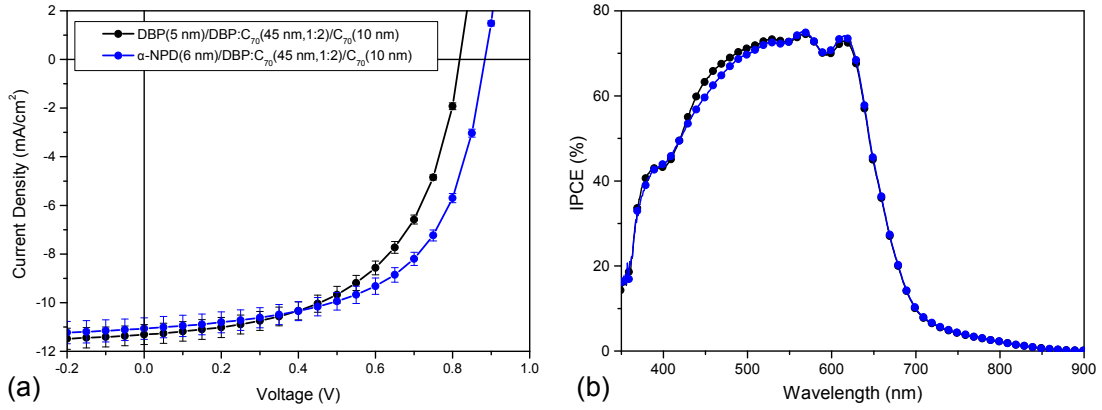 DBP(5 nm)/DBP:C₇₀(45 nm,1:2)/C₇₀(10 nm)
α-NPD(6 nm)/DBP:C₇₀(45 nm,1:2)/C₇₀(10 nm)
2
0
-2
-4
-6
-8
-10
-12
Current Density (mA/cm²)
-0.2 0.0 0.2 0.4 0.6 0.8 1.0
Voltage (V)
(a)
80
60
40
20
0
IPCE (%)
400 500 600 700 800 900
Wavelength (nm)
(b)